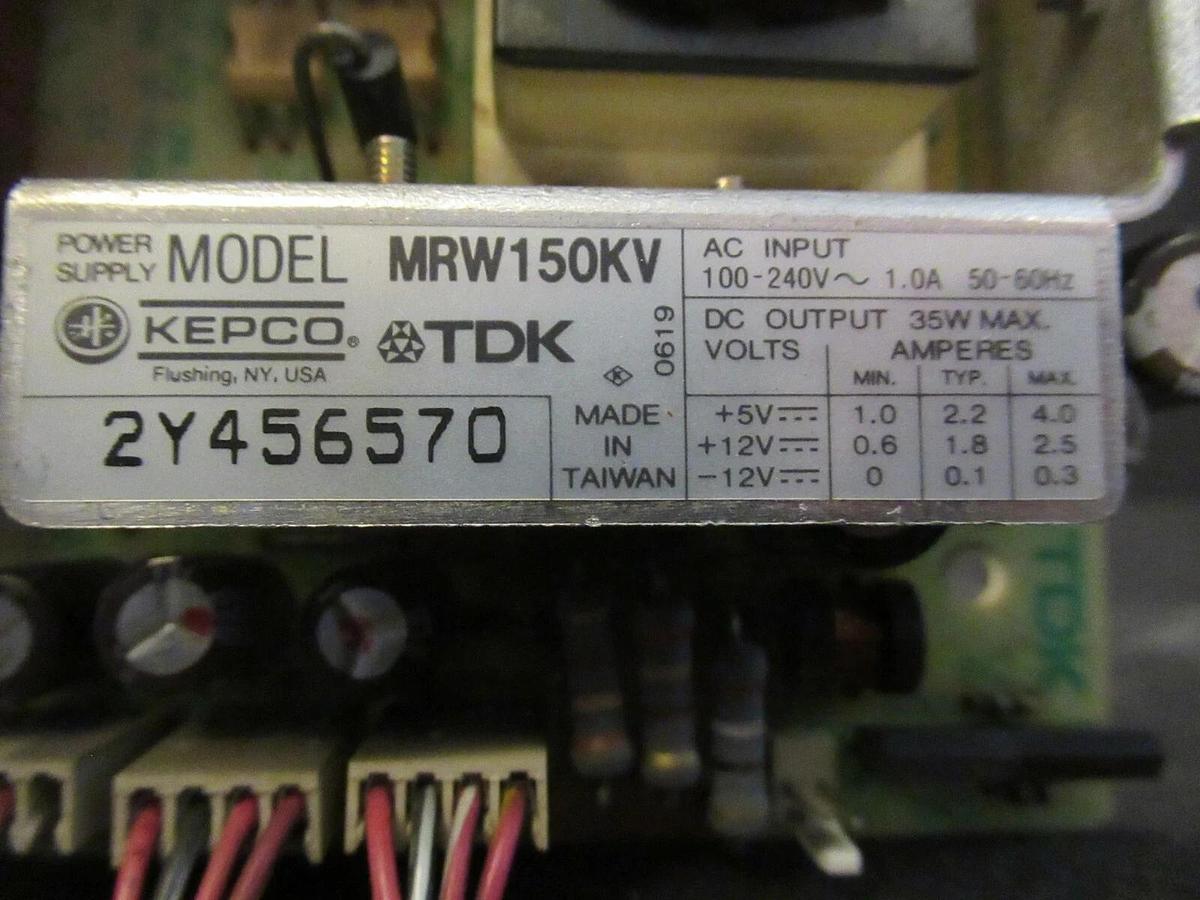 POWER SUPPLY MODEL MRW150KV
KEPCO® TDK
Flushing, NY. USA
0619
K
2Y456570
MADE
IN
TAIWAN
AC INPUT
100-240V～ 1.0A 50-60Hz
DC OUTPUT 35W MAX.
VOLTS AMPERES
MIN. TYP. MAX.
+5V⎓ 1.0 2.2 4.0
+12V⎓ 0.6 1.8 2.5
−12V⎓ 0 0.1 0.3
TDK